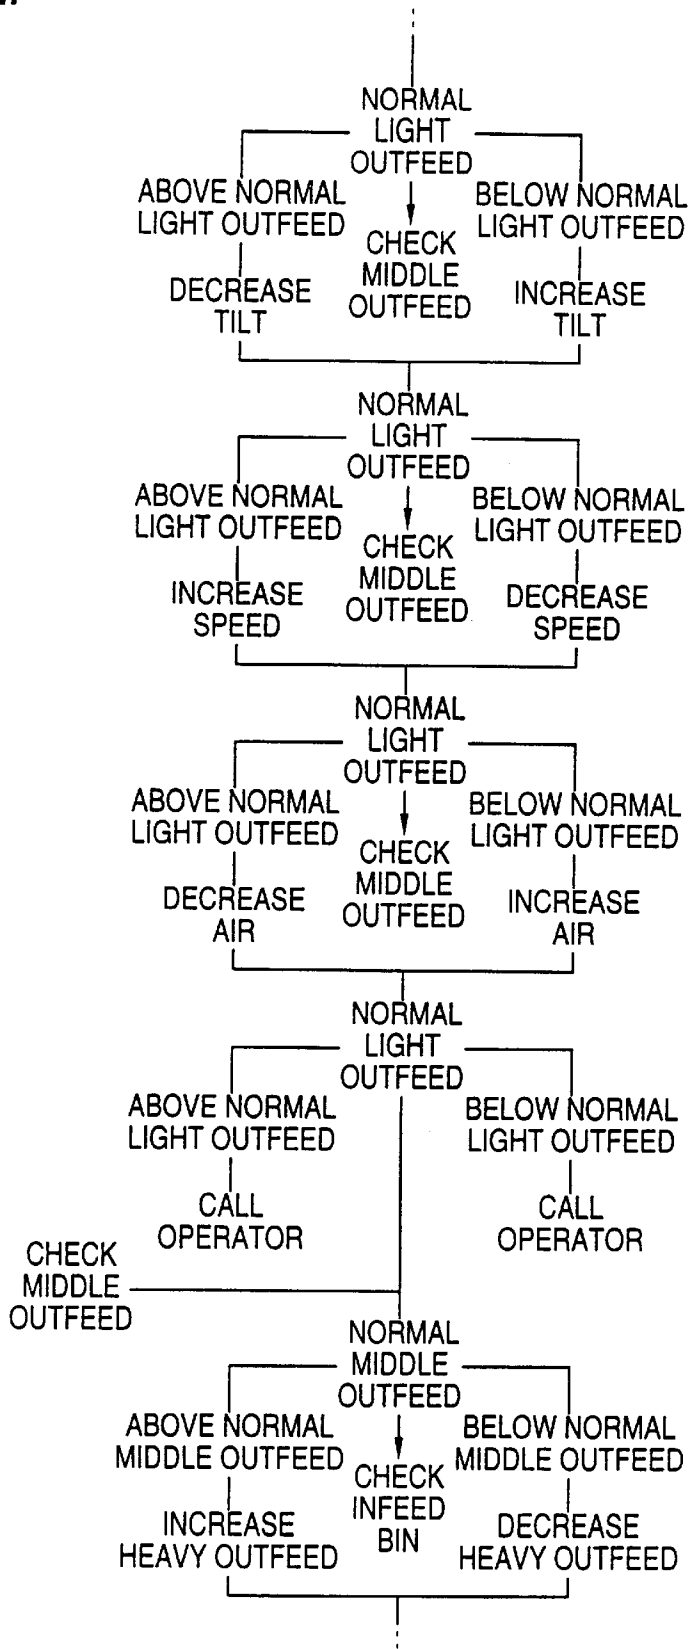 NORMAL
LIGHT
OUTFEED
ABOVE NORMAL
LIGHT OUTFEED
BELOW NORMAL
LIGHT OUTFEED
CHECK
MIDDLE
OUTFEED
DECREASE
TILT
INCREASE
TILT
NORMAL
LIGHT
OUTFEED
ABOVE NORMAL
LIGHT OUTFEED
BELOW NORMAL
LIGHT OUTFEED
CHECK
MIDDLE
OUTFEED
INCREASE
SPEED
DECREASE
SPEED
NORMAL
LIGHT
OUTFEED
ABOVE NORMAL
LIGHT OUTFEED
BELOW NORMAL
LIGHT OUTFEED
CHECK
MIDDLE
OUTFEED
DECREASE
AIR
INCREASE
AIR
NORMAL
LIGHT
OUTFEED
ABOVE NORMAL
LIGHT OUTFEED
BELOW NORMAL
LIGHT OUTFEED
CALL
OPERATOR
CALL
OPERATOR
CHECK
MIDDLE
OUTFEED
NORMAL
MIDDLE
OUTFEED
ABOVE NORMAL
MIDDLE OUTFEED
BELOW NORMAL
MIDDLE OUTFEED
CHECK
INFEED
BIN
INCREASE
HEAVY OUTFEED
DECREASE
HEAVY OUTFEED